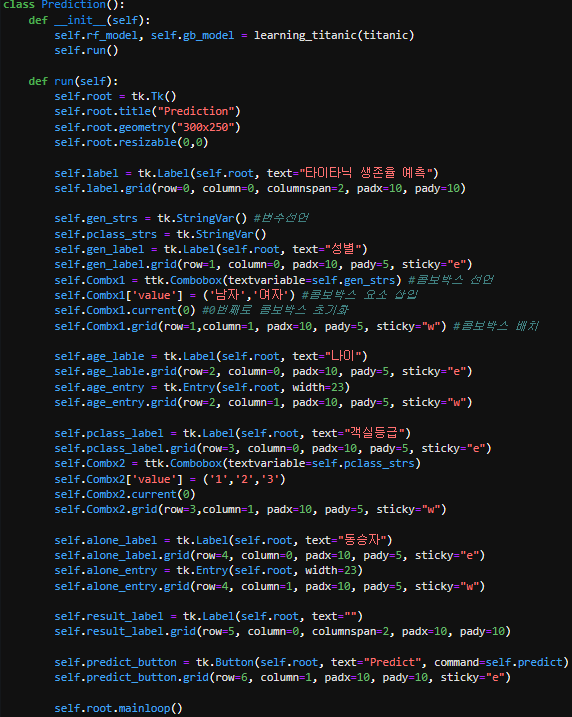 class Prediction():
    def __init__(self):
        self.rf_model, self.gb_model = learning_titanic(titanic)
        self.run()

    def run(self):
        self.root = tk.Tk()
        self.root.title("Prediction")
        self.root.geometry("300x250")
        self.root.resizable(0,0)

        self.label = tk.Label(self.root, text="타이타닉 생존율 예측")
        self.label.grid(row=0, column=0, columnspan=2, padx=10, pady=10)

        self.gen_strs = tk.StringVar() #변수선언
        self.pclass_strs = tk.StringVar()
        self.gen_label = tk.Label(self.root, text="성별")
        self.gen_label.grid(row=1, column=0, padx=10, pady=5, sticky="e")
        self.Combx1 = ttk.Combobox(textvariable=self.gen_strs) #콤보박스 선언
        self.Combx1['value'] = ('남자','여자') #콤보박스 요소 삽입
        self.Combx1.current(0) #0번째로 콤보박스 초기화
        self.Combx1.grid(row=1,column=1, padx=10, pady=5, sticky="w") #콤보박스 배치

        self.age_lable = tk.Label(self.root, text="나이")
        self.age_lable.grid(row=2, column=0, padx=10, pady=5, sticky="e")
        self.age_entry = tk.Entry(self.root, width=23)
        self.age_entry.grid(row=2, column=1, padx=10, pady=5, sticky="w")

        self.pclass_label = tk.Label(self.root, text="객실등급")
        self.pclass_label.grid(row=3, column=0, padx=10, pady=5, sticky="e")
        self.Combx2 = ttk.Combobox(textvariable=self.pclass_strs)
        self.Combx2['value'] = ('1','2','3')
        self.Combx2.current(0)
        self.Combx2.grid(row=3,column=1, padx=10, pady=5, sticky="w")

        self.alone_label = tk.Label(self.root, text="동승자")
        self.alone_label.grid(row=4, column=0, padx=10, pady=5, sticky="e")
        self.alone_entry = tk.Entry(self.root, width=23)
        self.alone_entry.grid(row=4, column=1, padx=10, pady=5, sticky="w")

        self.result_label = tk.Label(self.root, text="")
        self.result_label.grid(row=5, column=0, columnspan=2, padx=10, pady=10)

        self.predict_button = tk.Button(self.root, text="Predict", command=self.predict)
        self.predict_button.grid(row=6, column=1, padx=10, pady=10, sticky="e")

        self.root.mainloop()